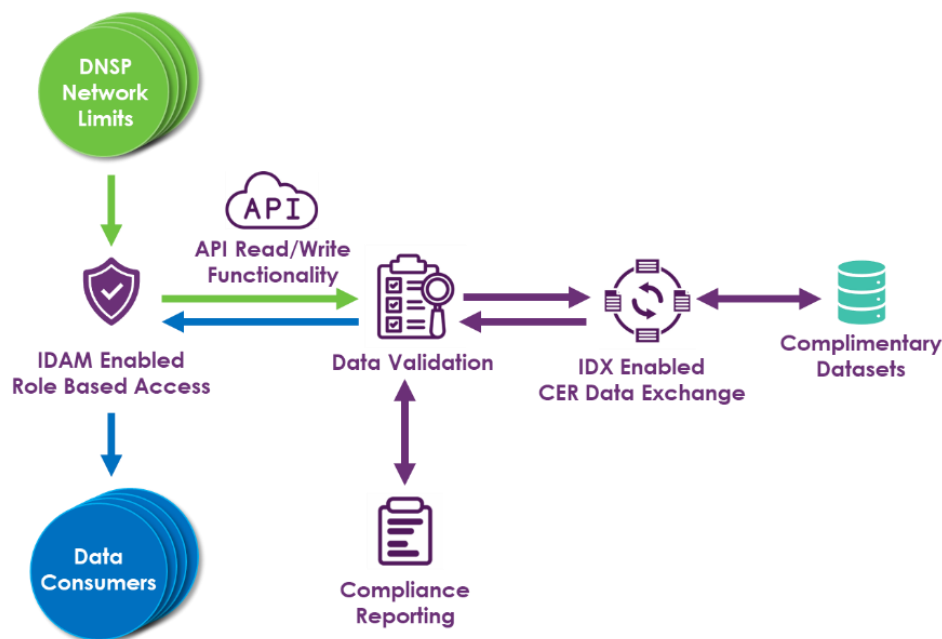 DNSP
Network
Limits
API
API Read/Write
Functionality
IDAM Enabled
Role Based Access
Data Validation
IDX Enabled
CER Data Exchange
Complimentary
Datasets
Data
Consumers
Compliance
Reporting